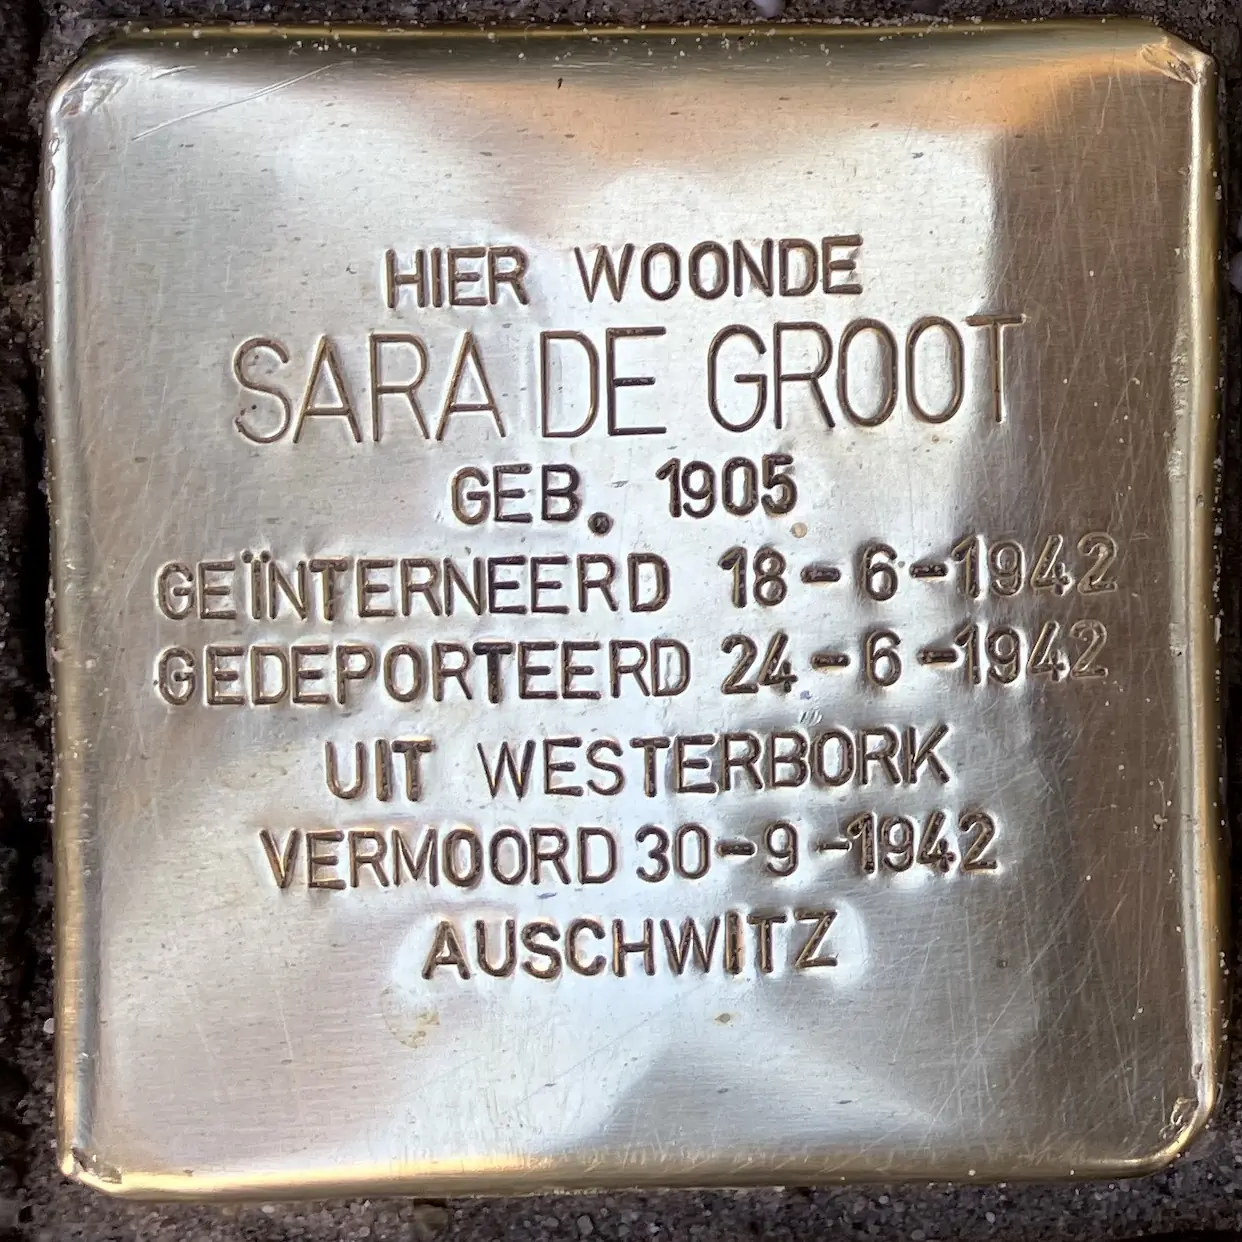 HIER WOONDE
SARA DE GROOT
GEB. 1905
GEÏNTERNEERD 18-6-1942
GEDEPORTEERD 24-6-1942
UIT WESTERBORK
VERMOORD 30-9-1942
AUSCHWITZ